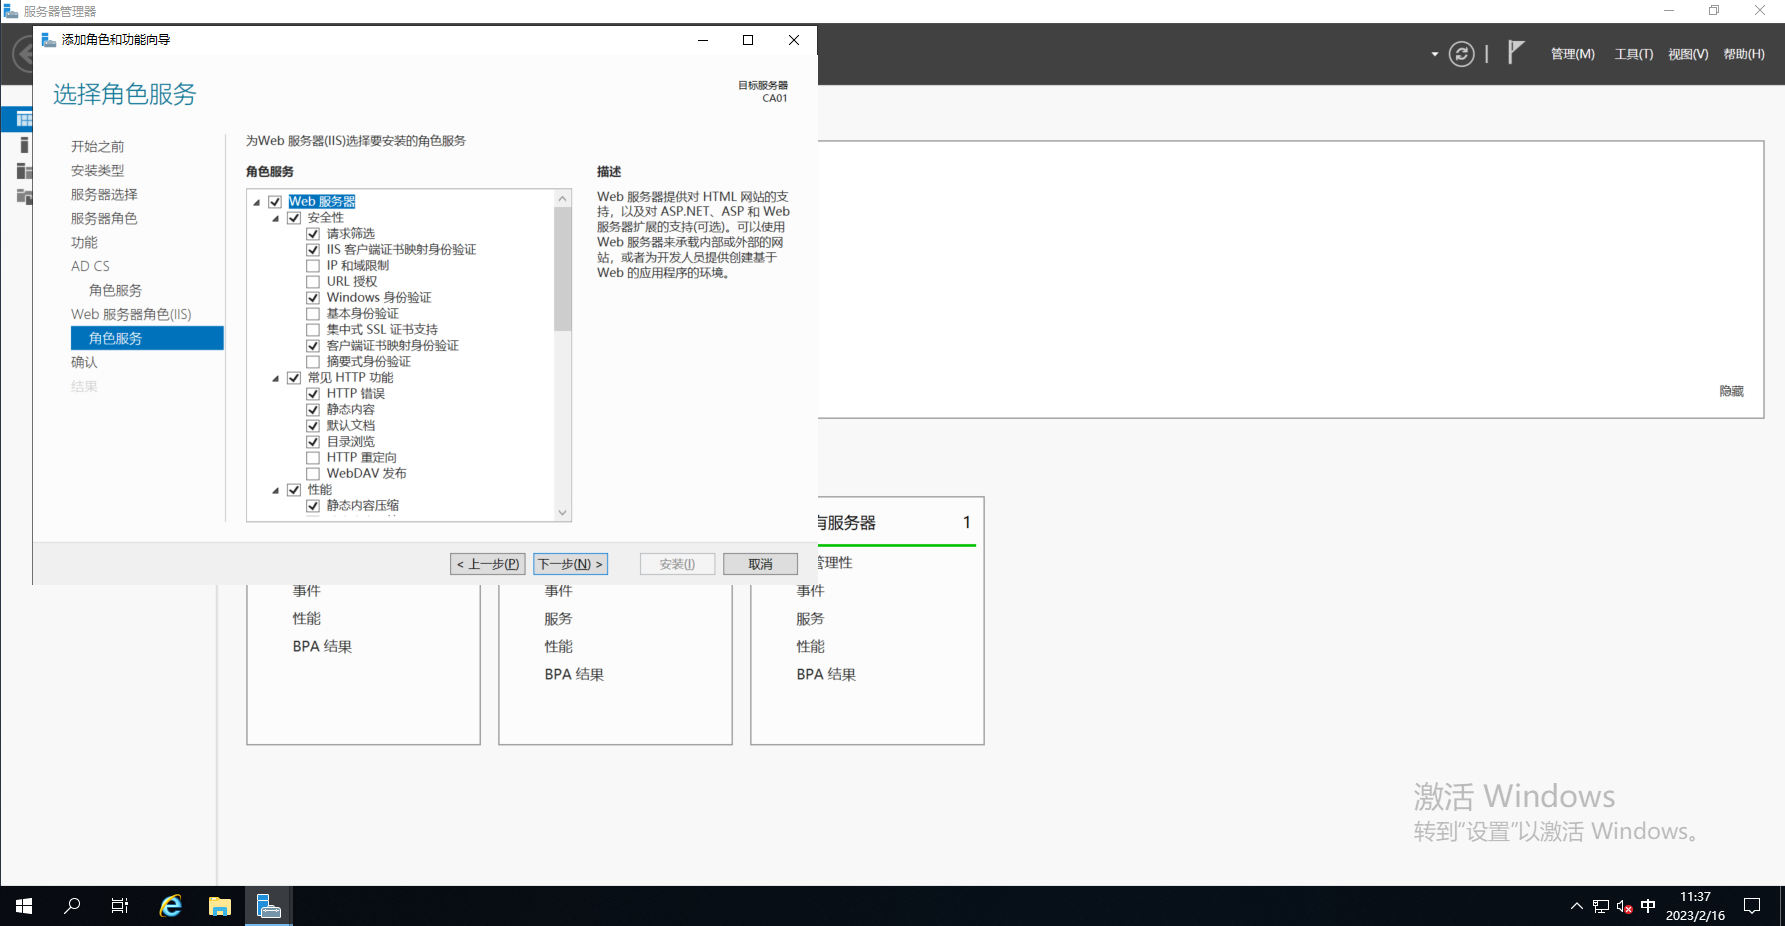 服务器管理器
管理(M) 工具(T) 视图(V) 帮助(H)
添加角色和功能向导
选择角色服务
目标服务器
CA01
开始之前
安装类型
服务器选择
服务器角色
功能
AD CS
角色服务
Web 服务器角色(IIS)
角色服务
确认
结果
为Web 服务器(IIS)选择要安装的角色服务
角色服务
Web 服务器
安全性
请求筛选
IIS 客户端证书映射身份验证
IP 和域限制
URL 授权
Windows 身份验证
基本身份验证
集中式 SSL 证书支持
客户端证书映射身份验证
摘要式身份验证
常见 HTTP 功能
HTTP 错误
静态内容
默认文档
目录浏览
HTTP 重定向
WebDAV 发布
性能
静态内容压缩
描述
Web 服务器提供对 HTML 网站的支
持，以及对 ASP.NET、ASP 和 Web
服务器扩展的支持(可选)。可以使用
Web 服务器来承载内部或外部的网
站，或者为开发人员提供创建基于
Web 的应用程序的环境。
< 上一步(P) 下一步(N) > 安装(I) 取消
隐藏
有服务器 1
管理性
事件
性能
BPA 结果
事件
服务
性能
BPA 结果
事件
服务
性能
BPA 结果
激活 Windows
转到“设置”以激活 Windows。
中
11:37
2023/2/16